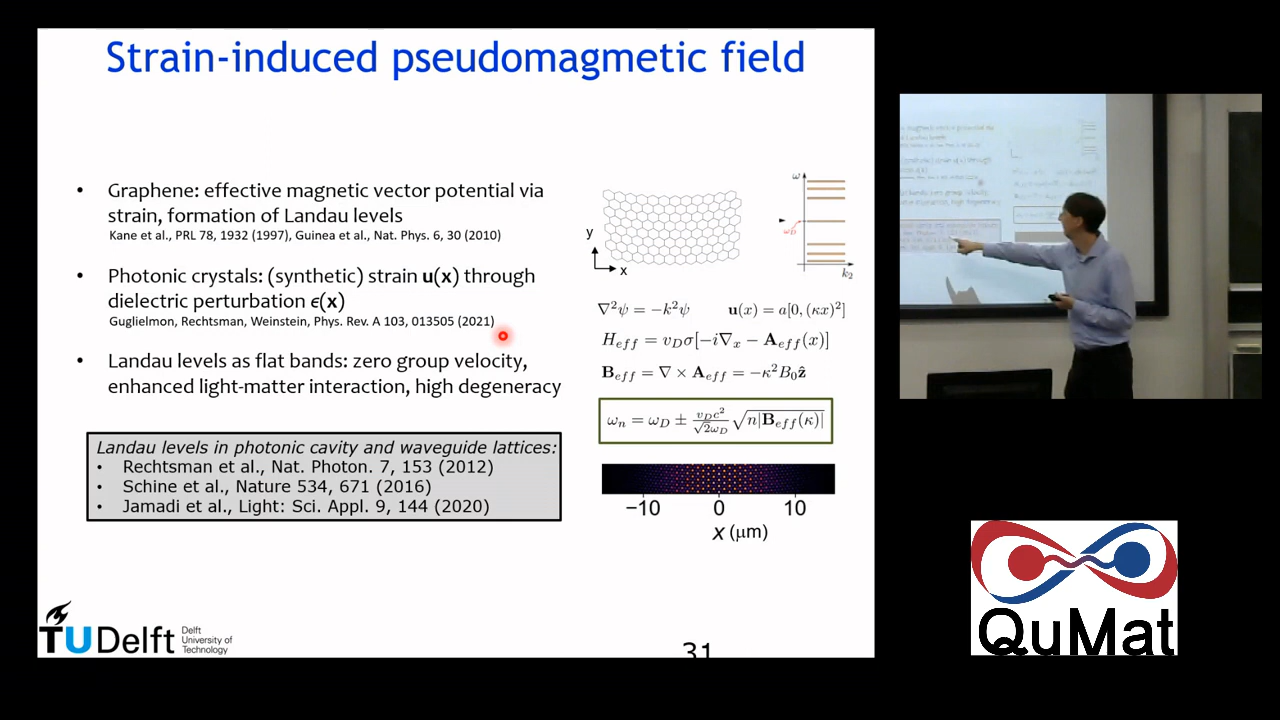 Strain-induced pseudomagnetic field
• Graphene: effective magnetic vector potential via
strain, formation of Landau levels
Kane et al., PRL 78, 1932 (1997), Guinea et al., Nat. Phys. 6, 30 (2010)
• Photonic crystals: (synthetic) strain u(x) through
dielectric perturbation ϵ(x)
Guglielmon, Rechtsman, Weinstein, Phys. Rev. A 103, 013505 (2021)
• Landau levels as flat bands: zero group velocity,
enhanced light-matter interaction, high degeneracy
Landau levels in photonic cavity and waveguide lattices:
• Rechtsman et al., Nat. Photon. 7, 153 (2012)
• Schine et al., Nature 534, 671 (2016)
• Jamadi et al., Light: Sci. Appl. 9, 144 (2020)
y
x
ω
ω_D
k₂
∇²ψ = −k²ψ u(x) = a[0, (κx)²]
H_eff = v_D σ[−i∇_x − A_eff(x)]
B_eff = ∇ × A_eff = −κ²B₀ẑ
ω_n = ω_D ± (v_D c²)/(√2 ω_D) √(n|B_eff(κ)|)
−10 0 10
x (μm)
TUDelft
Delft
University of
Technology
31
QuMat